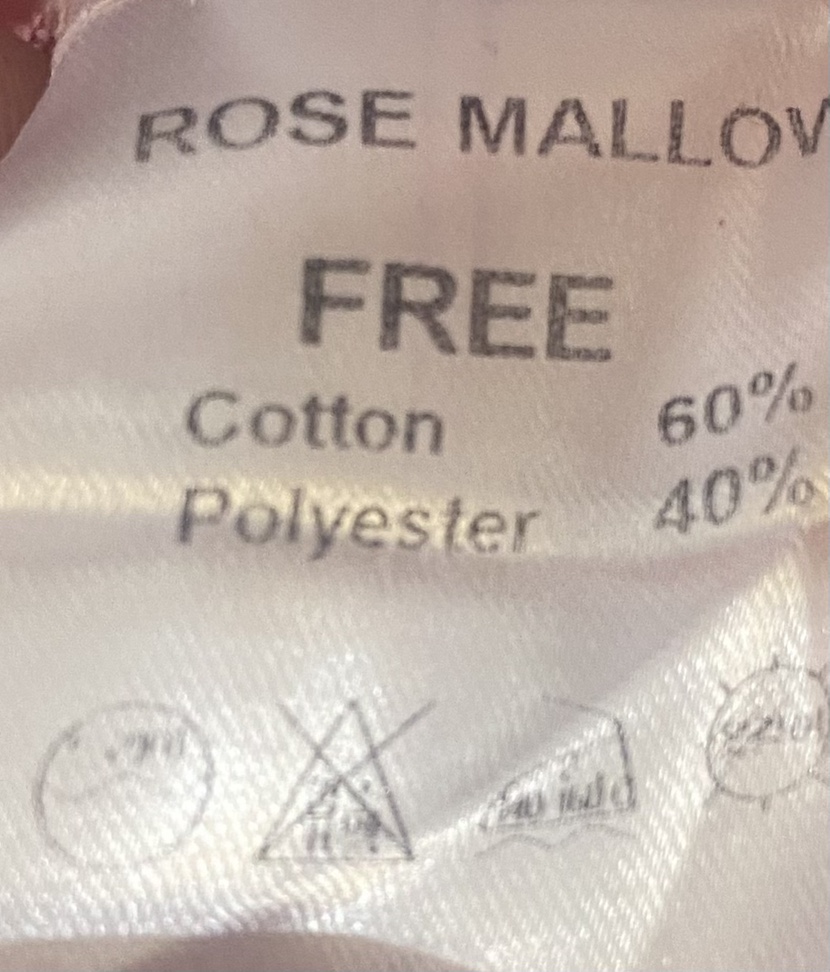 ROSE MALLOW
FREE
Cotton 60%
Polyester 40%